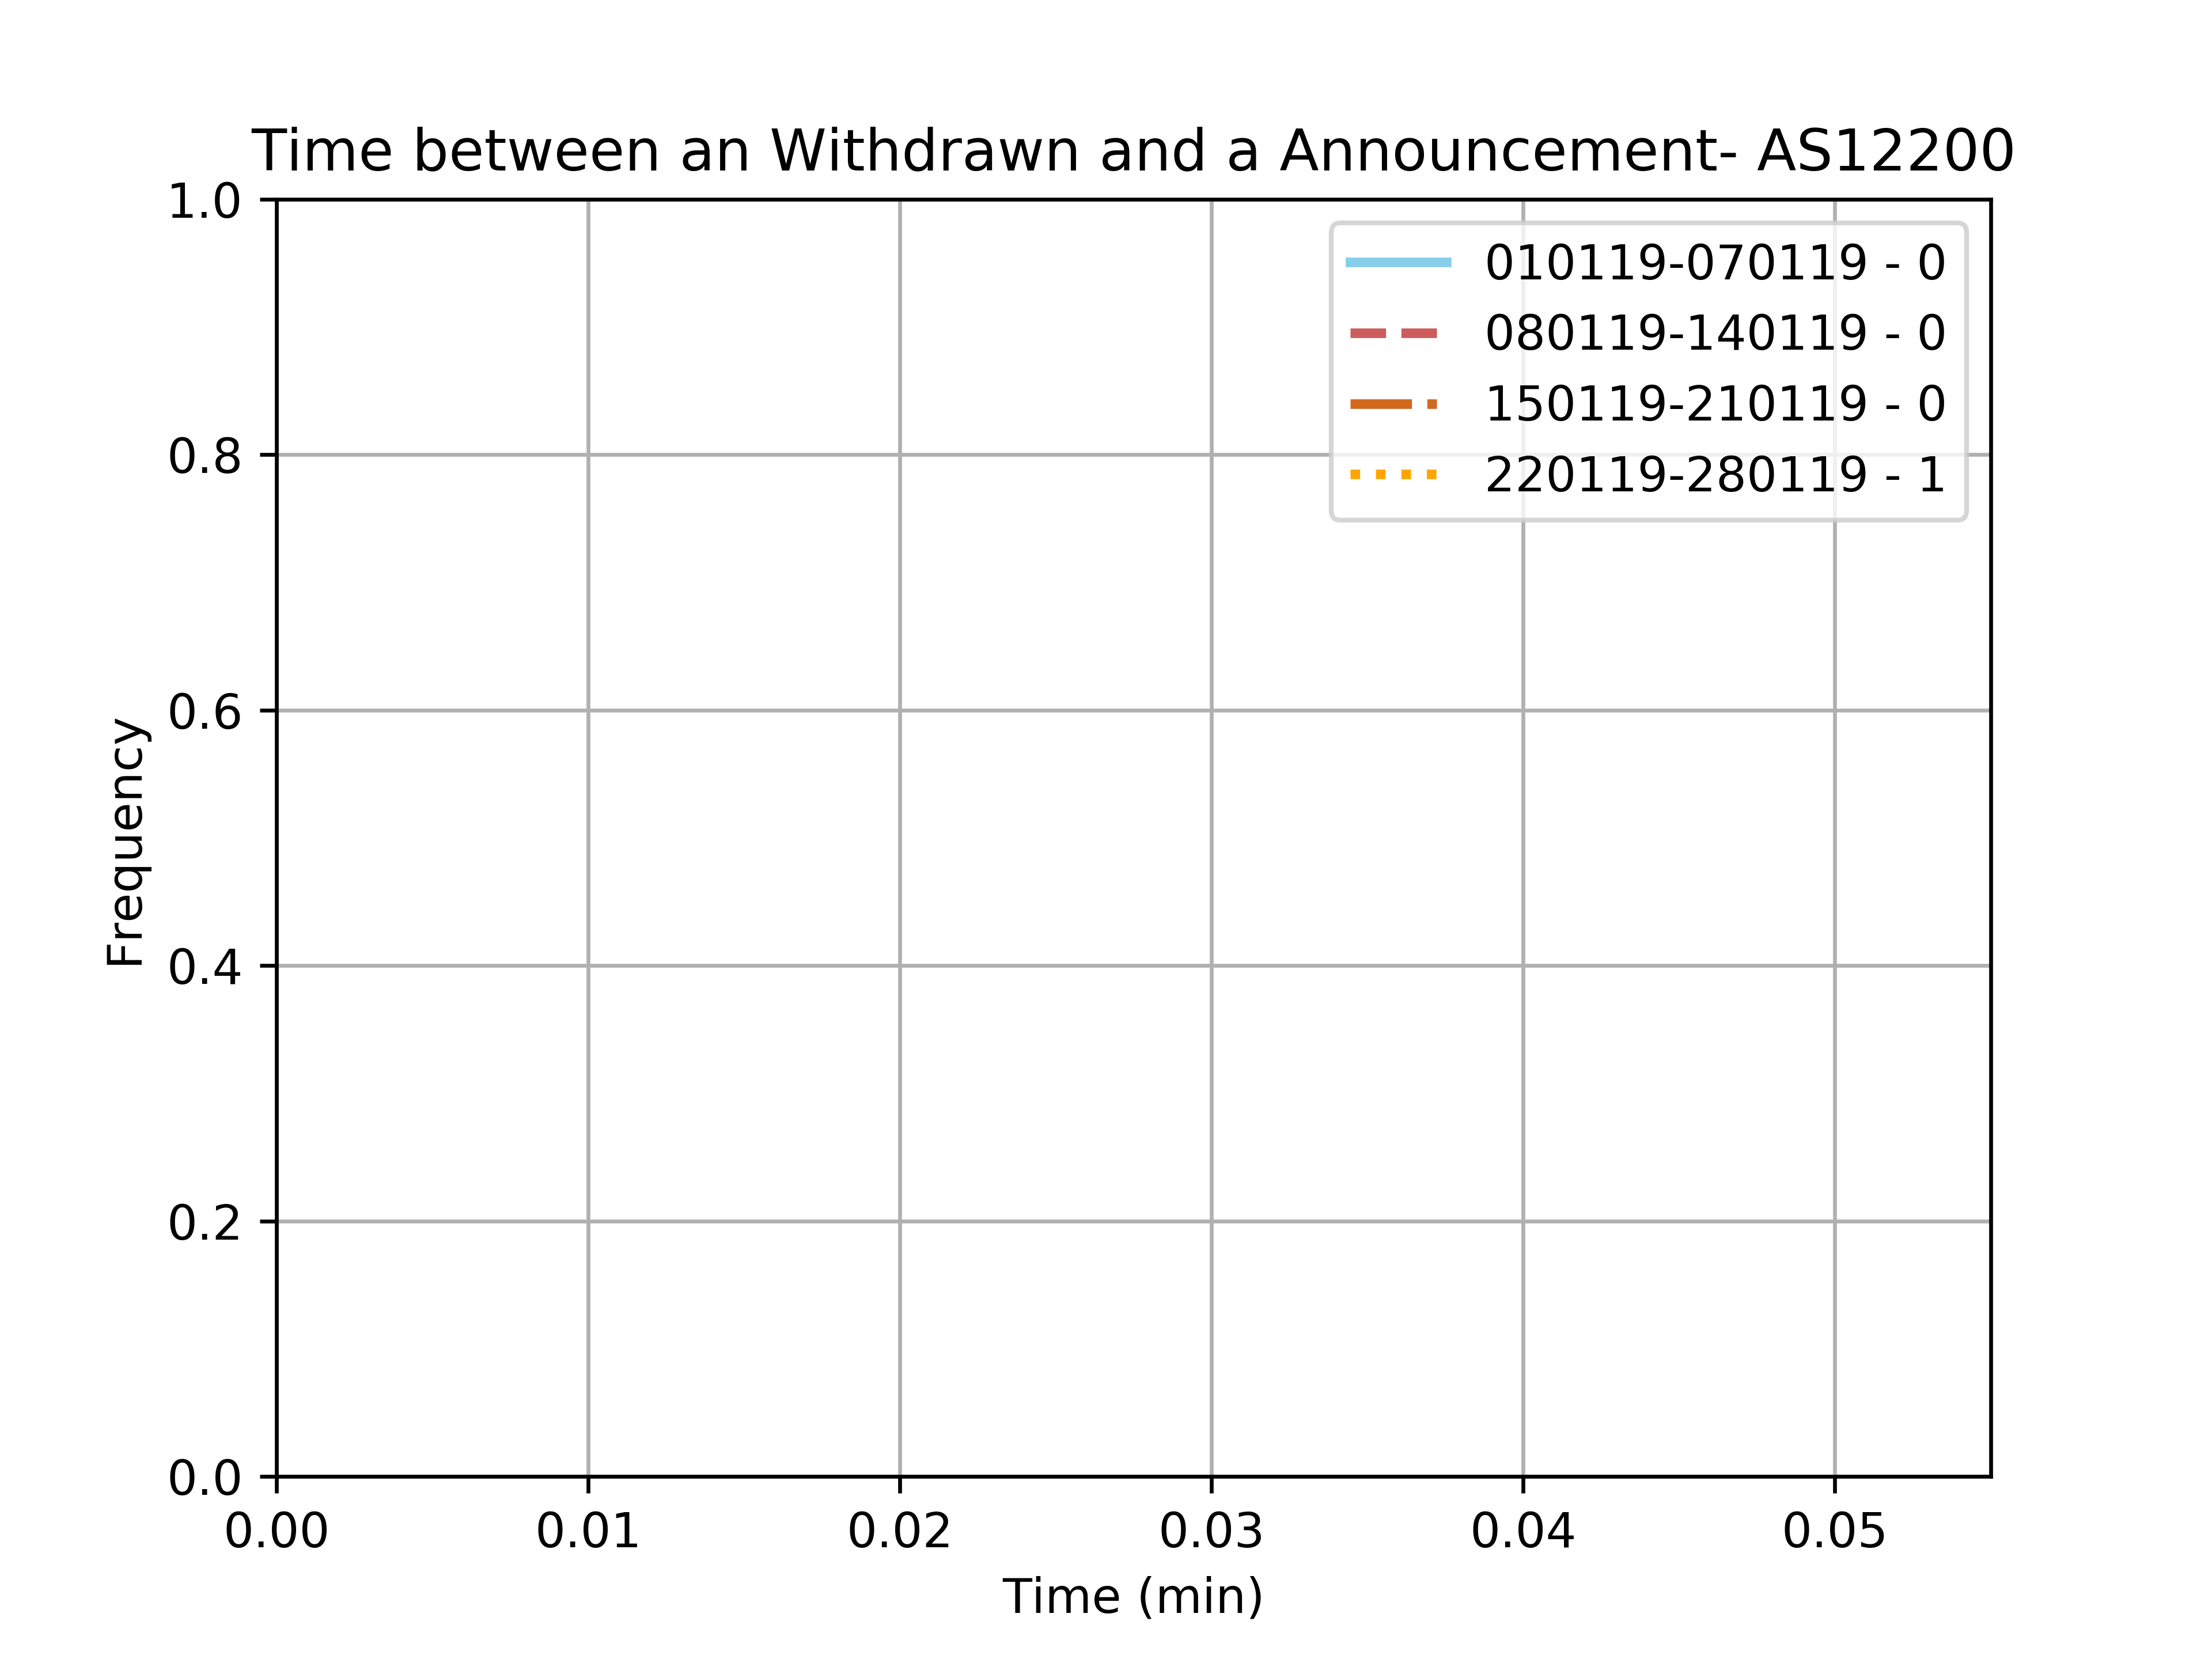 Time between an Withdrawn and a Announcement- AS12200
1.0
0.8
0.6
0.4
0.2
0.0
Frequency
010119-070119 - 0
080119-140119 - 0
150119-210119 - 0
220119-280119 - 1
0.00 0.01 0.02 0.03 0.04 0.05
Time (min)